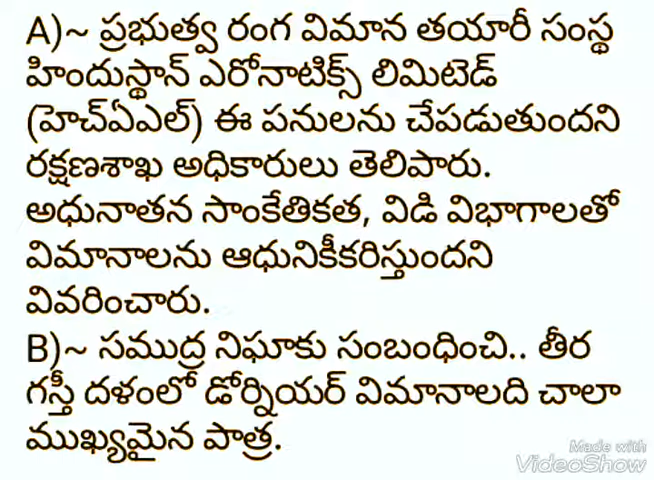 A)~ ప్రభుత్వ రంగ విమాన తయారీ సంస్థ
హిందుస్థాన్ ఎరోనాటిక్స్ లిమిటెడ్
(హెచ్ఏఎల్) ఈ పనులను చేపడుతుందని
రక్షణశాఖ అధికారులు తెలిపారు.
అధునాతన సాంకేతికత, విడి విభాగాలతో
విమానాలను ఆధునికీకరిస్తుందని
వివరించారు.
B)~ సముద్ర నిఘాకు సంబంధించి.. తీర
గస్తీ దళంలో డోర్నియర్ విమానాలది చాలా
ముఖ్యమైన పాత్ర.
Made with
VideoShow